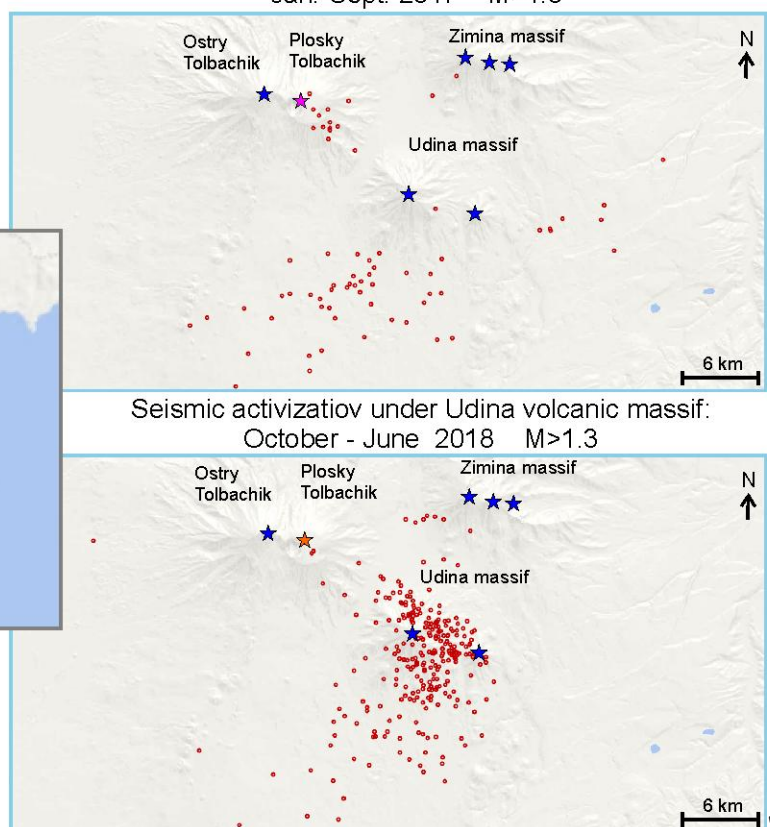 Ostry
Tolbachik
Plosky
Tolbachik
Zimina massif
N
Udina massif
6 km
Seismic activizatiov under Udina volcanic massif:
October - June 2018 M>1.3
Ostry
Tolbachik
Plosky
Tolbachik
Zimina massif
N
Udina massif
6 km